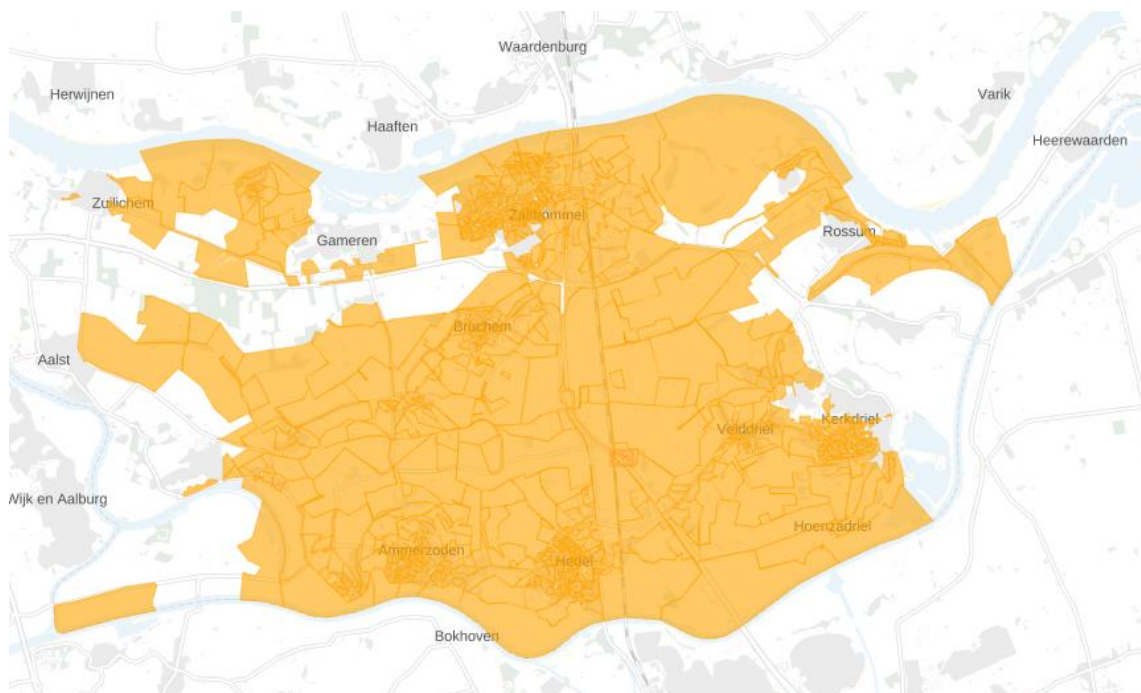 Waardenburg
Herwijnen
Varik
Haaften
Heerewaarden
Zuilichem
Zaltbommel
Gameren
Rossum
Bruchem
Aalst
Kerkdriel
Velddriel
Wijk en Aalburg
Hoenzadriel
Ammerzoden
Hedel
Bokhoven